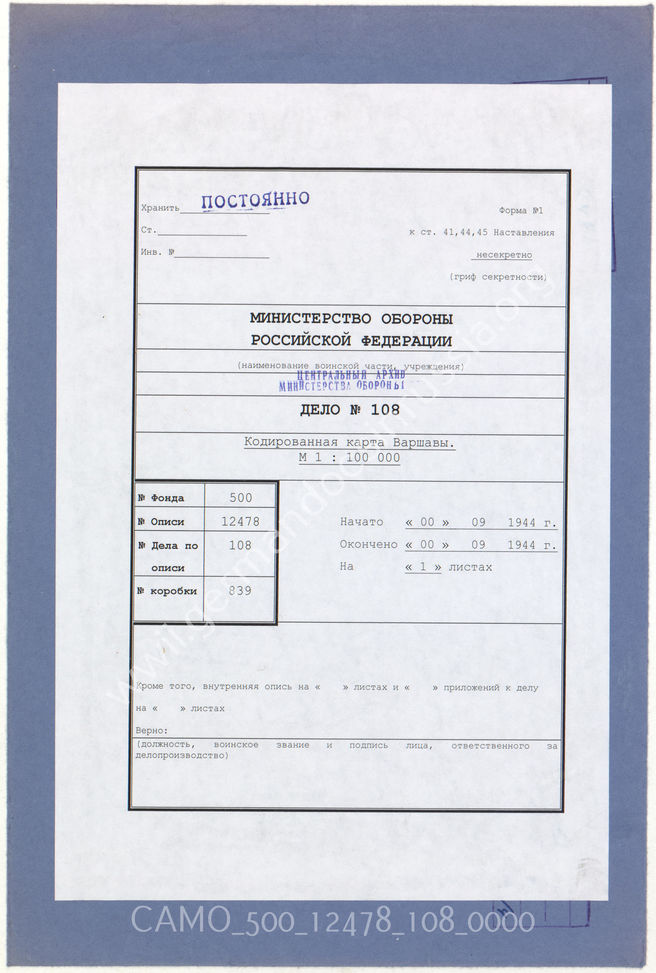 Хранить ПОСТОЯННО
Форма №1
Ст.
к ст. 41,44,45 Наставления
Инв. №
несекретно
(гриф секретности)
МИНИСТЕРСТВО ОБОРОНЫ
РОССИЙСКОЙ ФЕДЕРАЦИИ
(наименование воинской части, учреждения)
ЦЕНТРАЛЬНЫЙ АРХИВ
МИНИСТЕРСТВА ОБОРОНЫ
ДЕЛО № 108
Кодированная карта Варшавы.
М 1 : 100 000
№ Фонда 500
№ Описи 12478
№ Дела по описи 108
№ коробки 839
Начато « 00 » 09 1944 г.
Окончено « 00 » 09 1944 г.
На « 1 » листах
Кроме того, внутренняя опись на « » листах и « » приложений к делу
на « » листах
Верно:
(должность, воинское звание и подпись лица, ответственного за
делопроизводство)
CAMO_500_12478_108_0000